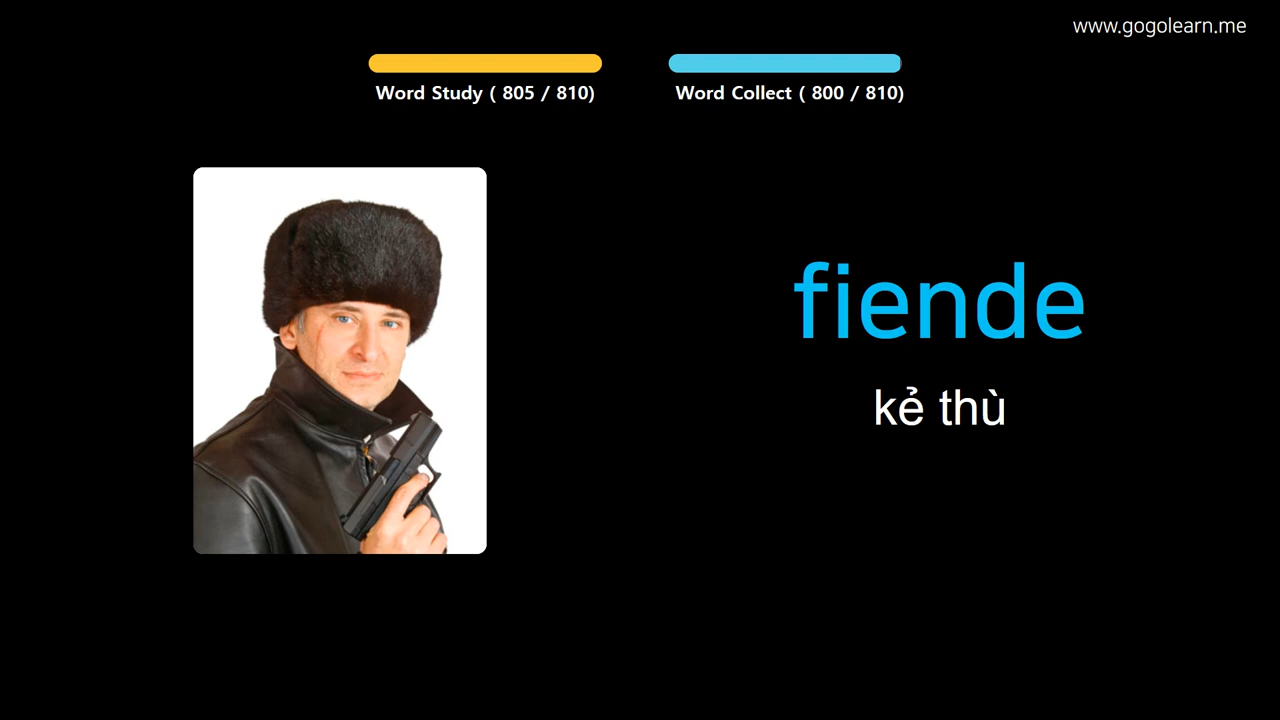 www.gogolearn.me
Word Study ( 805 / 810)
Word Collect ( 800 / 810)
fiende
kẻ thù